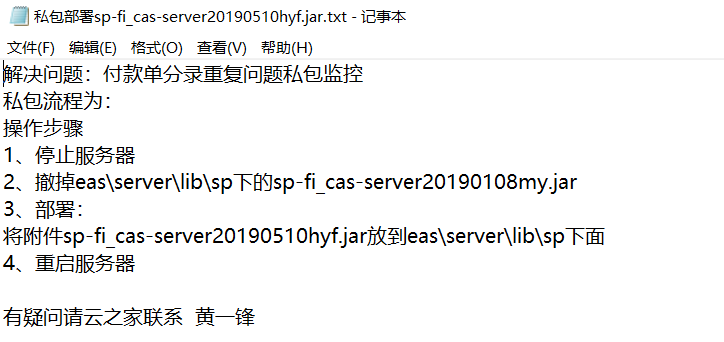 私包部署sp-fi_cas-server20190510hyf.jar.txt - 记事本
文件(F) 编辑(E) 格式(O) 查看(V) 帮助(H)
解决问题：付款单分录重复问题私包监控
私包流程为：
操作步骤
1、停止服务器
2、撤掉eas\server\lib\sp下的sp-fi_cas-server20190108my.jar
3、部署：
将附件sp-fi_cas-server20190510hyf.jar放到eas\server\lib\sp下面
4、重启服务器
有疑问请云之家联系 黄一锋